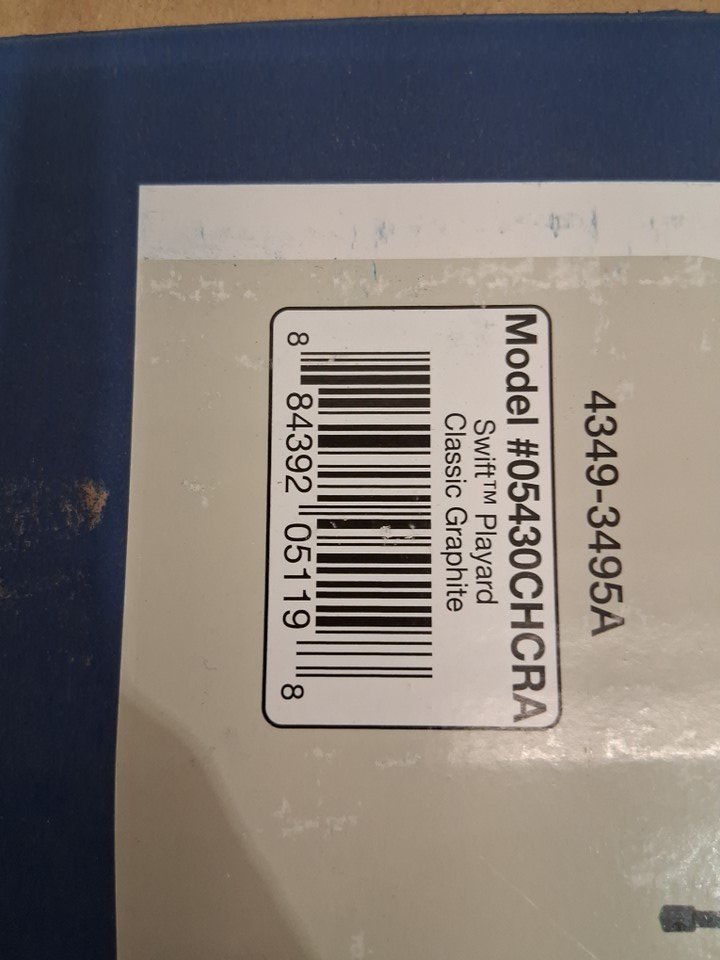 4349-3495A
Model #05430CHCRA
Swift™ Playard
Classic Graphite
8 84392 05119 8